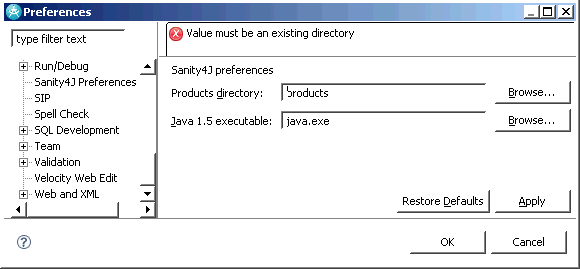 Preferences
type filter text
Value must be an existing directory
Run/Debug
Sanity4J Preferences
SIP
Spell Check
SQL Development
Team
Validation
Velocity Web Edit
Web and XML
Sanity4J preferences
Products directory: products Browse...
Java 1.5 executable: java.exe Browse...
Restore Defaults Apply
? OK Cancel